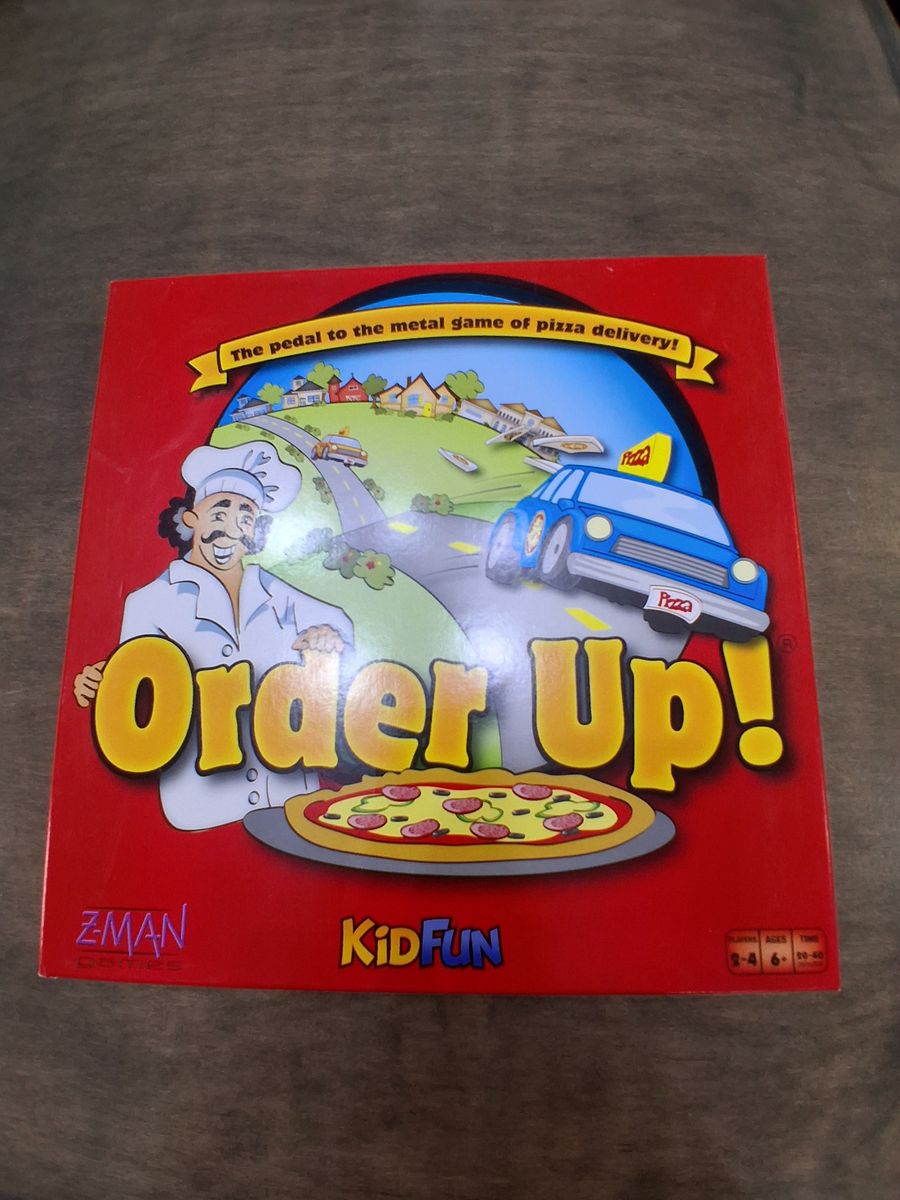 The pedal to the metal game of pizza delivery!
Pizza
Pizza
Order Up!
®
Z-MAN
games
KiDFUN
PLAYERS
2-4
AGES
6+
TIME
20-40